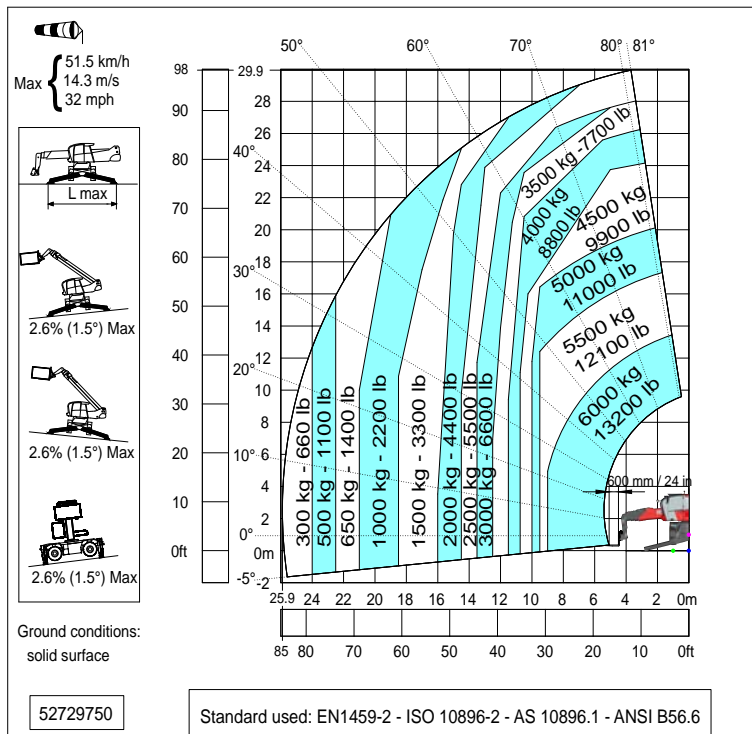 51.5 km/h
Max { 14.3 m/s
32 mph
L max
2.6% (1.5°) Max
2.6% (1.5°) Max
2.6% (1.5°) Max
Ground conditions:
solid surface
52729750
50° 60° 70° 80° 81°
40°
30°
20°
10°
0°
-5°
98
90
80
70
60
50
40
30
20
10
0ft
29.9
28
26
24
22
20
18
16
14
12
10
8
6
4
2
0m
-2
300 kg - 660 lb
500 kg - 1100 lb
650 kg - 1400 lb
1000 kg - 2200 lb
1500 kg - 3300 lb
2000 kg - 4400 lb
2500 kg - 5500 lb
3000 kg - 6600 lb
3500 kg -7700 lb
4000 kg
8800 lb
4500 kg
9900 lb
5000 kg
11000 lb
5500 kg
12100 lb
6000 kg
13200 lb
600 mm / 24 in
25.9 24 22 20 18 16 14 12 10 8 6 4 2 0m
85 80 70 60 50 40 30 20 10 0ft
Standard used: EN1459-2 - ISO 10896-2 - AS 10896.1 - ANSI B56.6